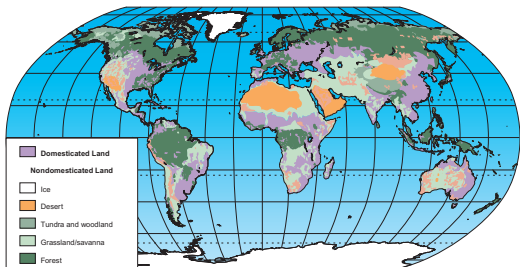 Domesticated Land
Nondomesticated Land
Ice
Desert
Tundra and woodland
Grassland/savanna
Forest